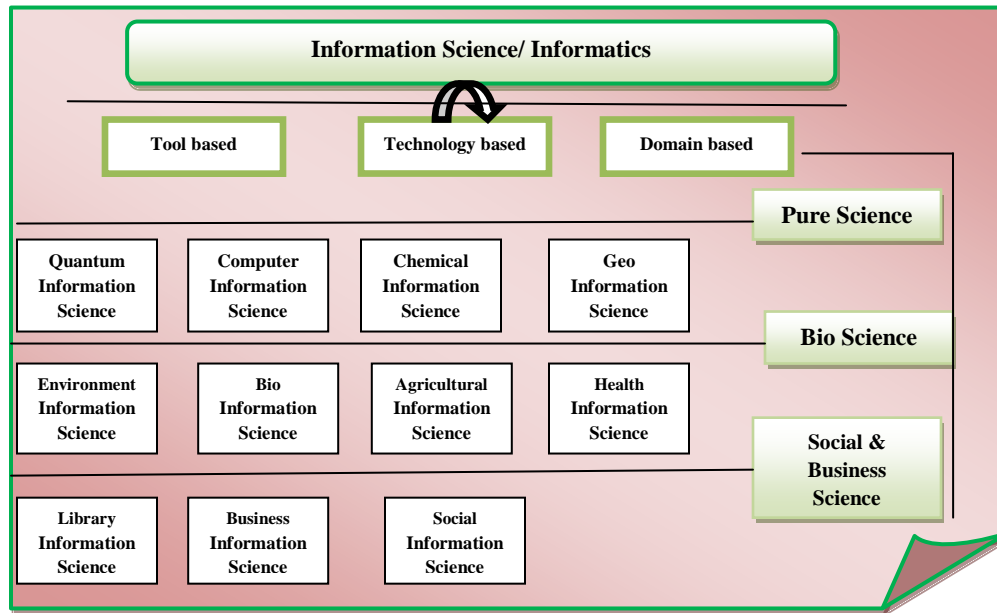 Information Science/ Informatics
Tool based
Technology based
Domain based
Pure Science
Quantum
Information
Science
Computer
Information
Science
Chemical
Information
Science
Geo
Information
Science
Bio Science
Environment
Information
Science
Bio
Information
Science
Agricultural
Information
Science
Health
Information
Science
Social &
Business
Science
Library
Information
Science
Business
Information
Science
Social
Information
Science